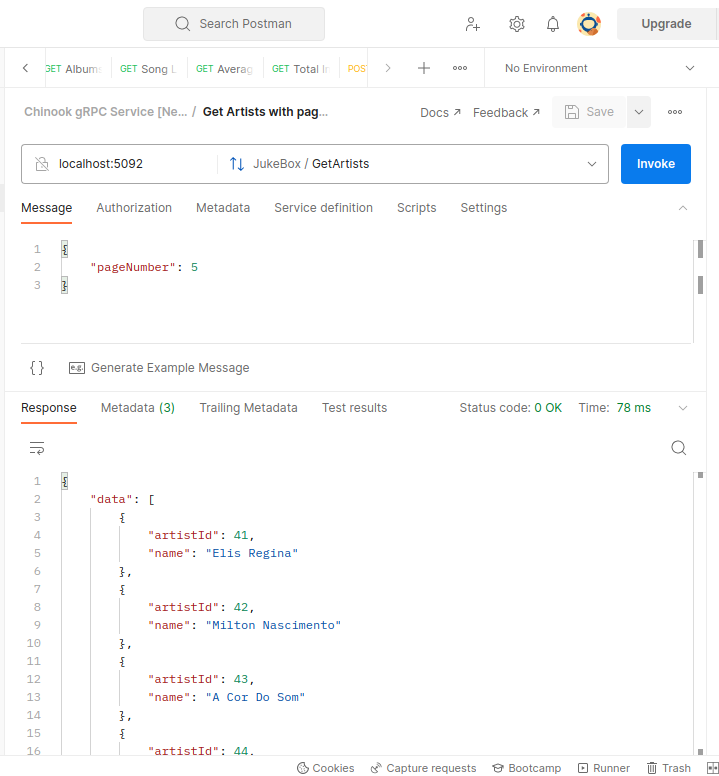 Search Postman
Upgrade
GET Album
GET Song L
GET Averag
GET Total In
POS
No Environment
Chinook gRPC Service [Ne... / Get Artists with pag...
Docs ↗ Feedback ↗ Save
localhost:5092
JukeBox / GetArtists
Invoke
Message Authorization Metadata Service definition Scripts Settings
1 {
2 "pageNumber": 5
3 }
{ } e.g. Generate Example Message
Response Metadata (3) Trailing Metadata Test results Status code: 0 OK Time: 78 ms
1 {
2 "data": [
3 {
4 "artistId": 41,
5 "name": "Elis Regina"
6 },
7 {
8 "artistId": 42,
9 "name": "Milton Nascimento"
10 },
11 {
12 "artistId": 43,
13 "name": "A Cor Do Som"
14 },
15 {
16 "artistId": 44,
Cookies Capture requests Bootcamp Runner Trash